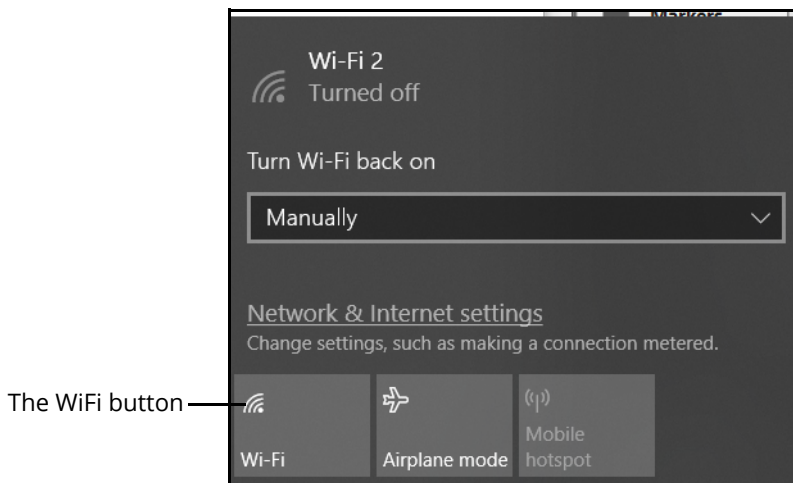 Markers
Wi-Fi 2
Turned off
Turn Wi-Fi back on
Manually
Network & Internet settings
Change settings, such as making a connection metered.
The WiFi button
Wi-Fi
Airplane mode
Mobile
hotspot